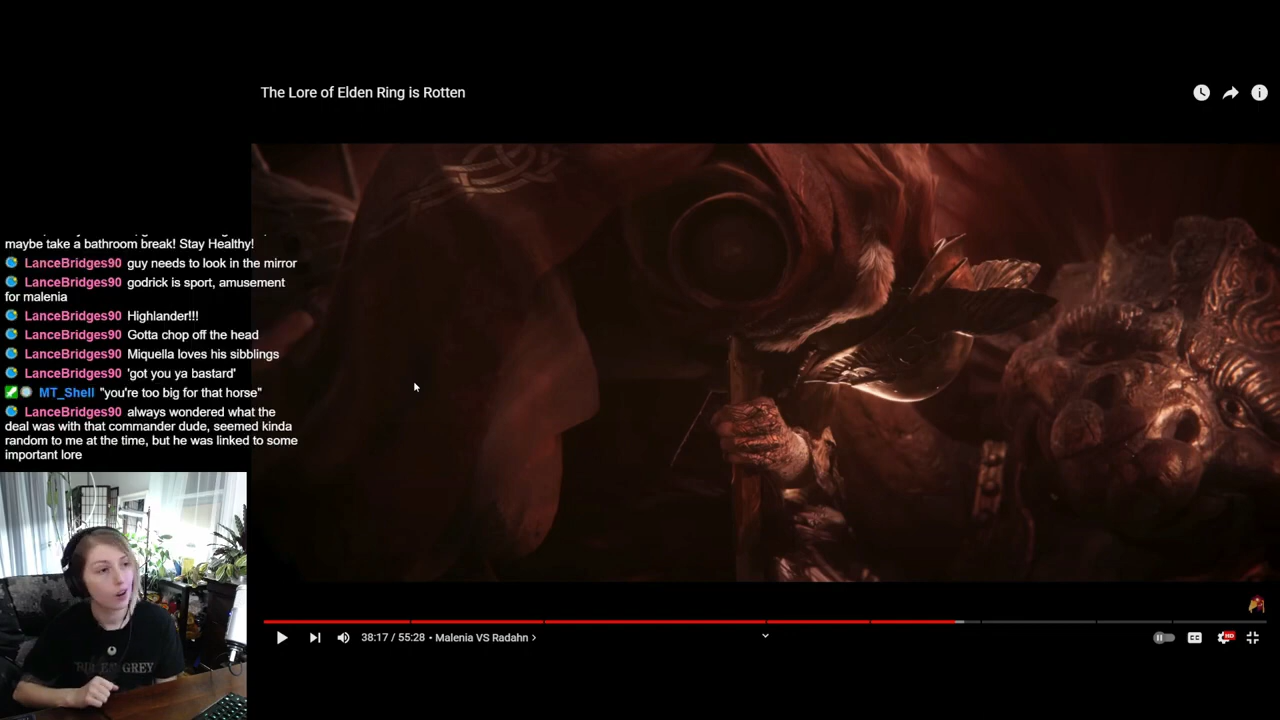 The Lore of Elden Ring is Rotten
maybe take a bathroom break! Stay Healthy!
LanceBridges90 guy needs to look in the mirror
LanceBridges90 godrick is sport, amusement
for malenia
LanceBridges90 Highlander!!!
LanceBridges90 Gotta chop off the head
LanceBridges90 Miquella loves his sibblings
LanceBridges90 'got you ya bastard'
MT_Shell "you're too big for that horse"
LanceBridges90 always wondered what the
deal was with that commander dude, seemed kinda
random to me at the time, but he was linked to some
important lore
GREY
38:17 / 55:28 • Malenia VS Radahn >
CC
HD